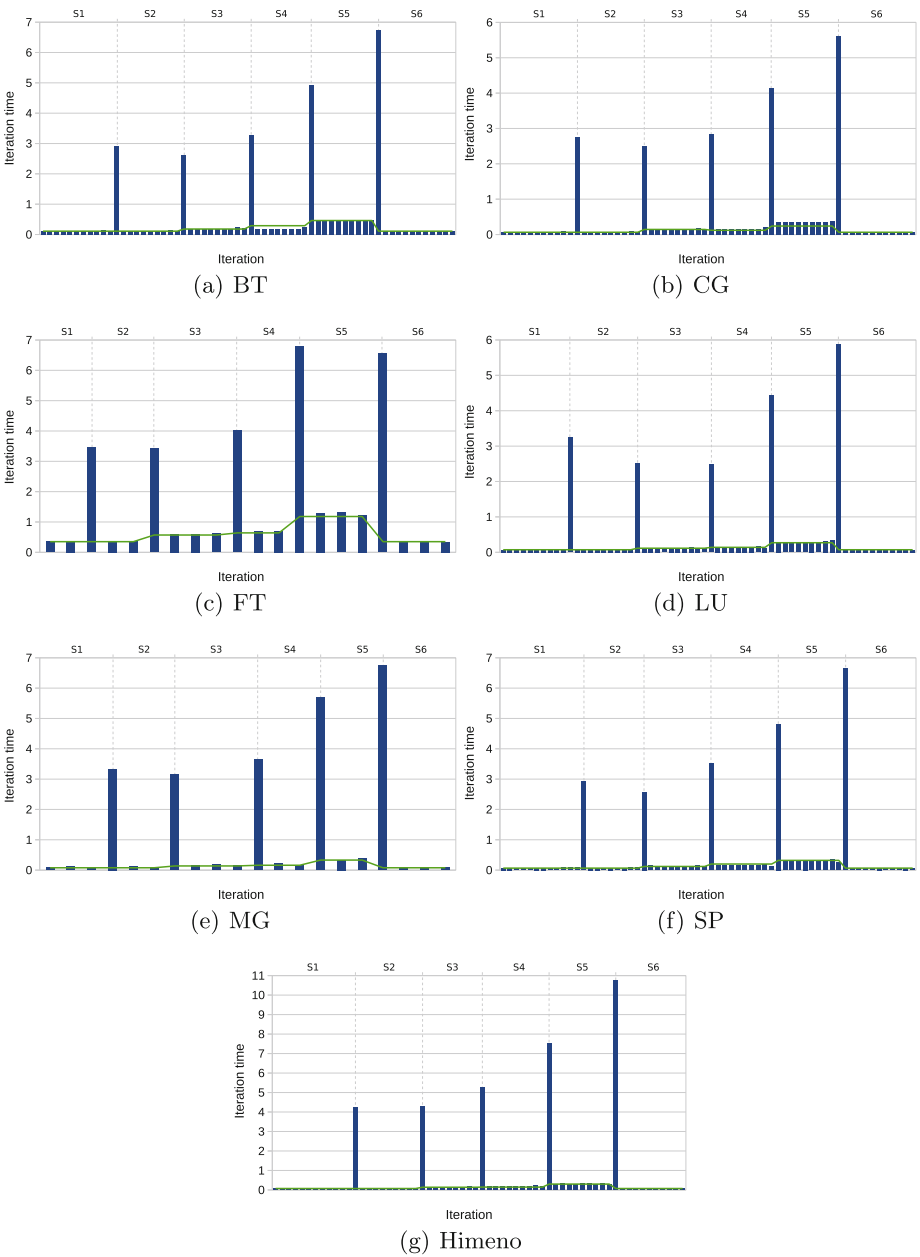 S1 S2 S3 S4 S5 S6
7
6
5
4
3
2
1
0
Iteration time
Iteration
(a) BT
S1 S2 S3 S4 S5 S6
6
5
4
3
2
1
0
Iteration time
Iteration
(b) CG
S1 S2 S3 S4 S5 S6
7
6
5
4
3
2
1
0
Iteration time
Iteration
(c) FT
S1 S2 S3 S4 S5 S6
6
5
4
3
2
1
0
Iteration time
Iteration
(d) LU
S1 S2 S3 S4 S5 S6
7
6
5
4
3
2
1
0
Iteration time
Iteration
(e) MG
S1 S2 S3 S4 S5 S6
7
6
5
4
3
2
1
0
Iteration time
Iteration
(f) SP
S1 S2 S3 S4 S5 S6
11
10
9
8
7
6
5
4
3
2
1
0
Iteration time
Iteration
(g) Himeno